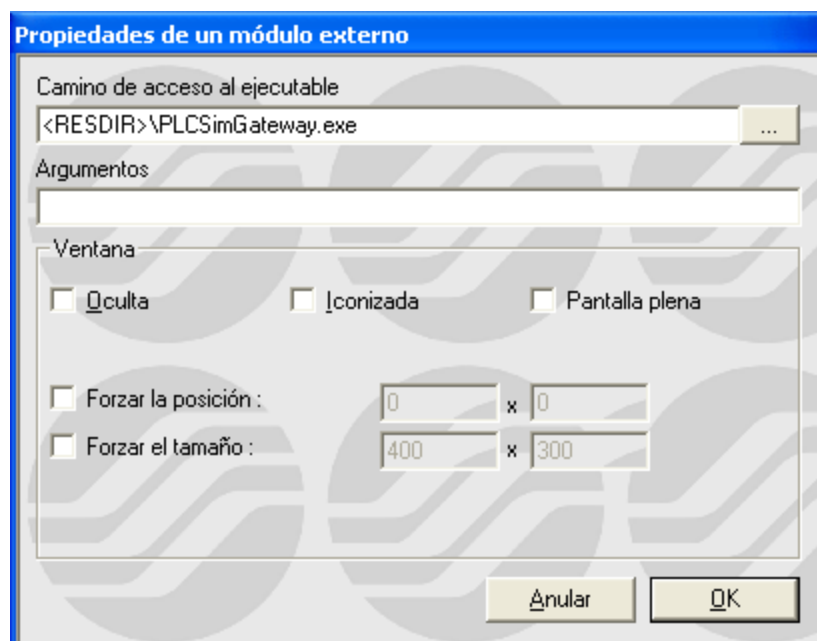 Propiedades de un módulo externo
Camino de acceso al ejecutable
<RESDIR>\PLCSimGateway.exe
...
Argumentos
Ventana
Oculta Iconizada Pantalla plena
Forzar la posición : 0 x 0
Forzar el tamaño : 400 x 300
Anular OK